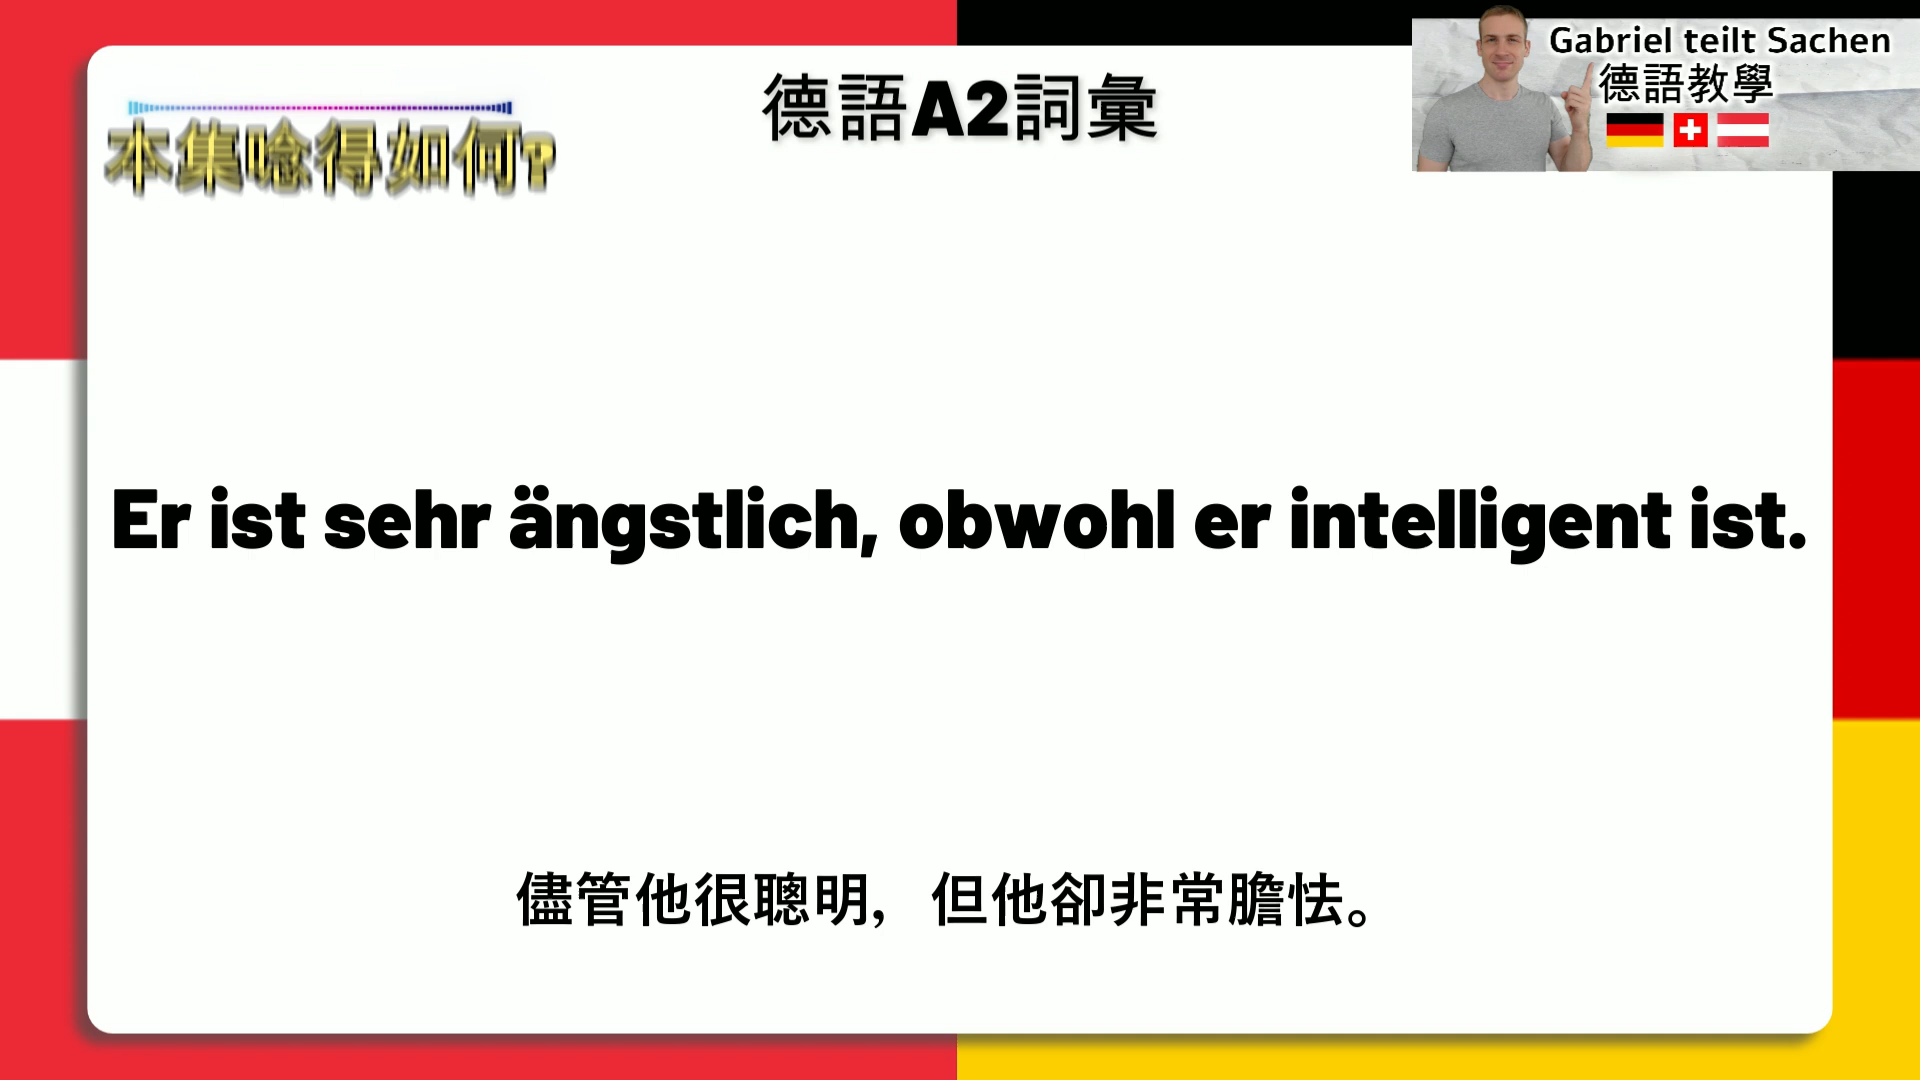 Gabriel teilt Sachen
德語教學
德語A2詞彙
本集唸得如何?
Er ist sehr ängstlich, obwohl er intelligent ist.
儘管他很聰明，但他卻非常膽怯。